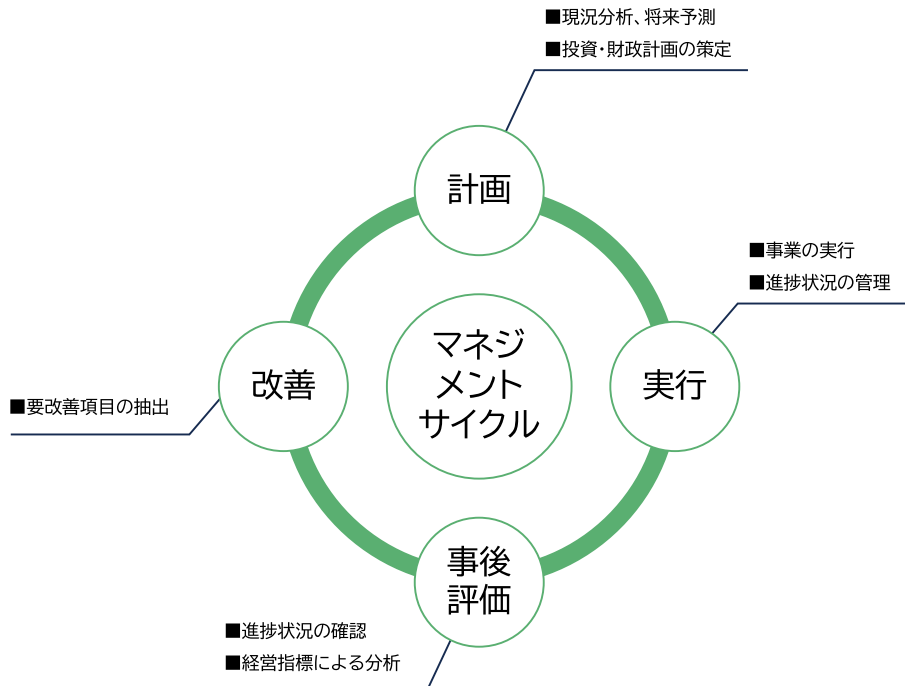 ■現況分析、将来予測
■投資・財政計画の策定
計画
■事業の実行
■進捗状況の管理
マネジ
メント
サイクル
改善
実行
■要改善項目の抽出
事後
評価
■進捗状況の確認
■経営指標による分析